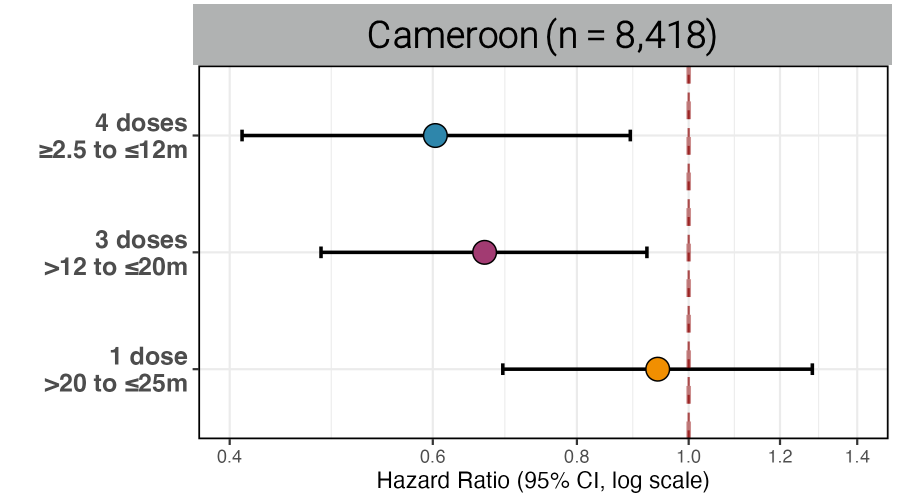 Cameroon (n = 8,418)
4 doses
≥2.5 to ≤12m
3 doses
>12 to ≤20m
1 dose
>20 to ≤25m
0.4 0.6 0.8 1.0 1.2 1.4
Hazard Ratio (95% CI, log scale)